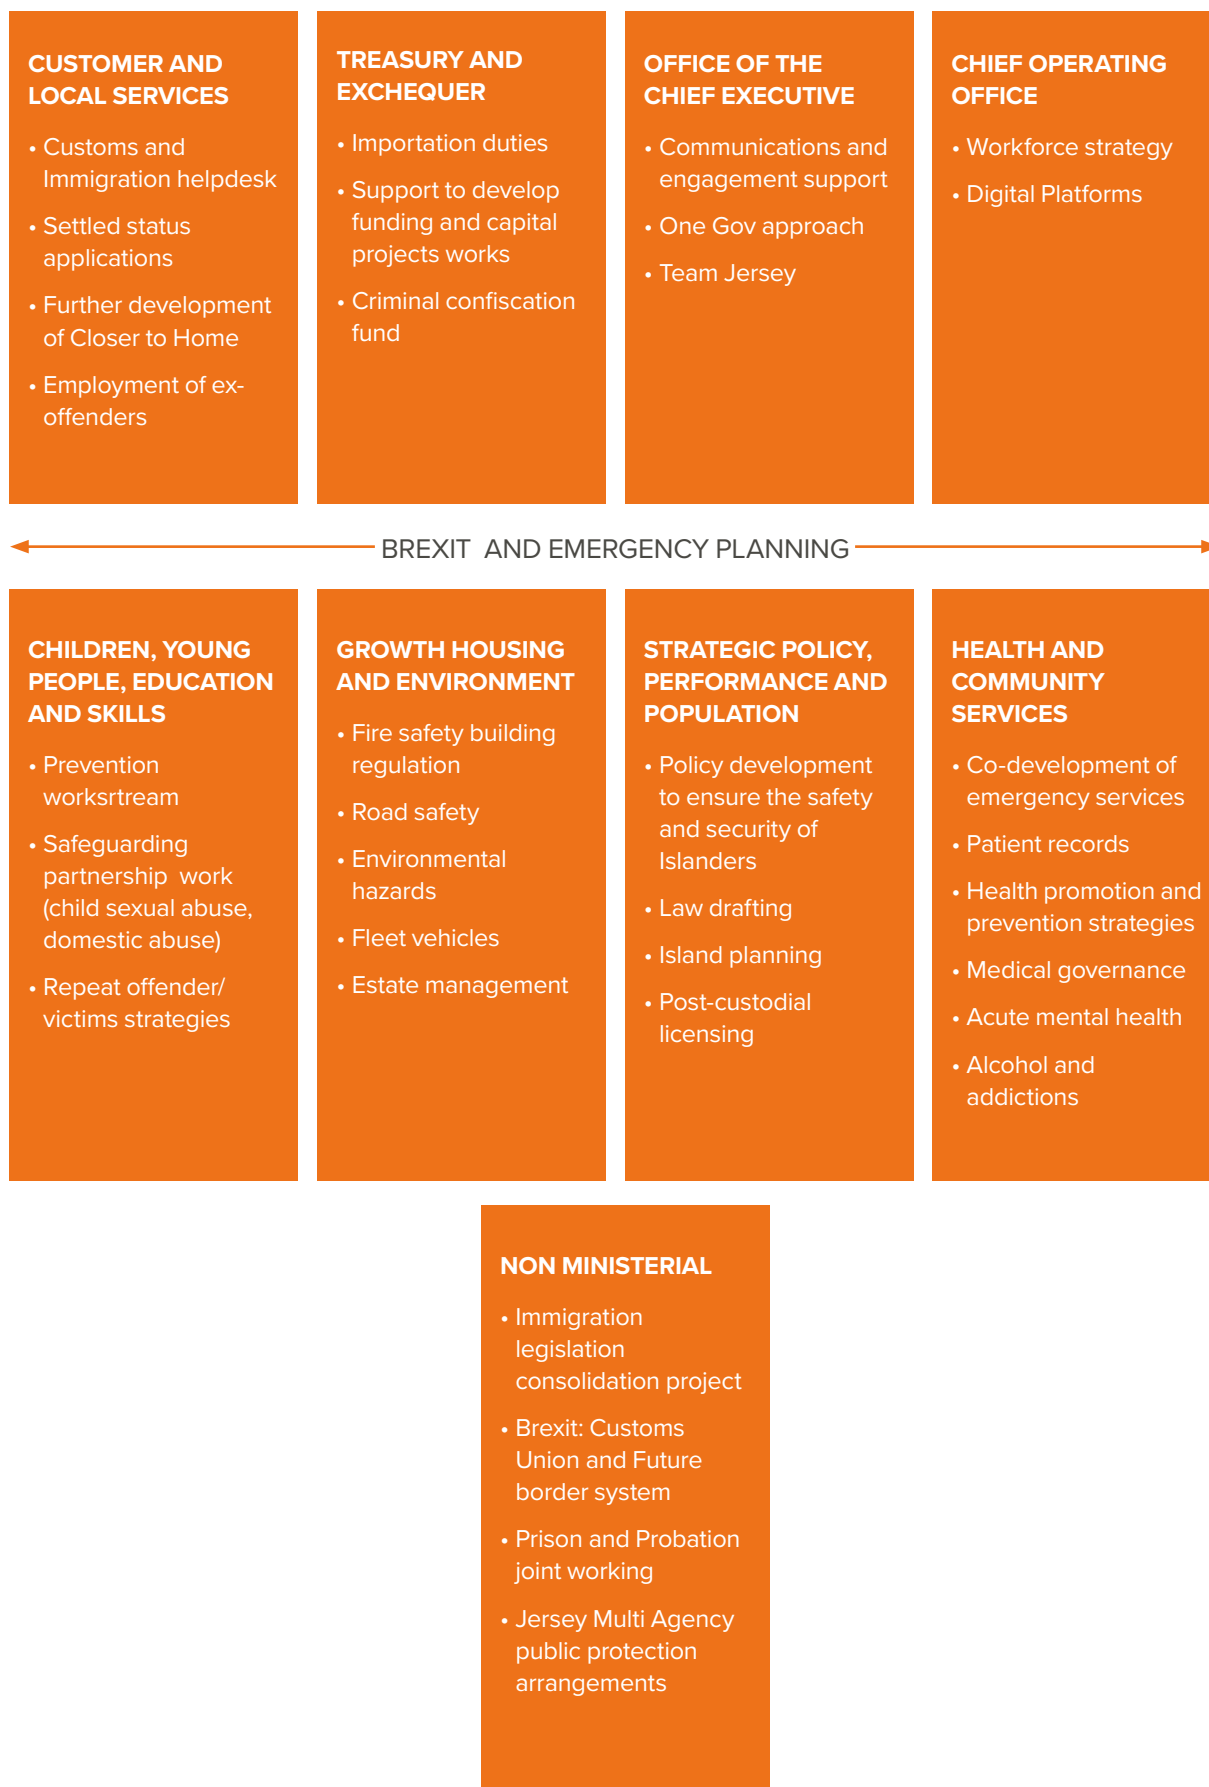 CUSTOMER AND
LOCAL SERVICES
• Customs and
Immigration helpdesk
• Settled status
applications
• Further development
of Closer to Home
• Employment of ex-
offenders
TREASURY AND
EXCHEQUER
• Importation duties
• Support to develop
funding and capital
projects works
• Criminal confiscation
fund
OFFICE OF THE
CHIEF EXECUTIVE
• Communications and
engagement support
• One Gov approach
• Team Jersey
CHIEF OPERATING
OFFICE
• Workforce strategy
• Digital Platforms
BREXIT AND EMERGENCY PLANNING
CHILDREN, YOUNG
PEOPLE, EDUCATION
AND SKILLS
• Prevention
worksrtream
• Safeguarding
partnership work
(child sexual abuse,
domestic abuse)
• Repeat offender/
victims strategies
GROWTH HOUSING
AND ENVIRONMENT
• Fire safety building
regulation
• Road safety
• Environmental
hazards
• Fleet vehicles
• Estate management
STRATEGIC POLICY,
PERFORMANCE AND
POPULATION
• Policy development
to ensure the safety
and security of
Islanders
• Law drafting
• Island planning
• Post-custodial
licensing
HEALTH AND
COMMUNITY
SERVICES
• Co-development of
emergency services
• Patient records
• Health promotion and
prevention strategies
• Medical governance
• Acute mental health
• Alcohol and
addictions
NON MINISTERIAL
• Immigration
legislation
consolidation project
• Brexit: Customs
Union and Future
border system
• Prison and Probation
joint working
• Jersey Multi Agency
public protection
arrangements